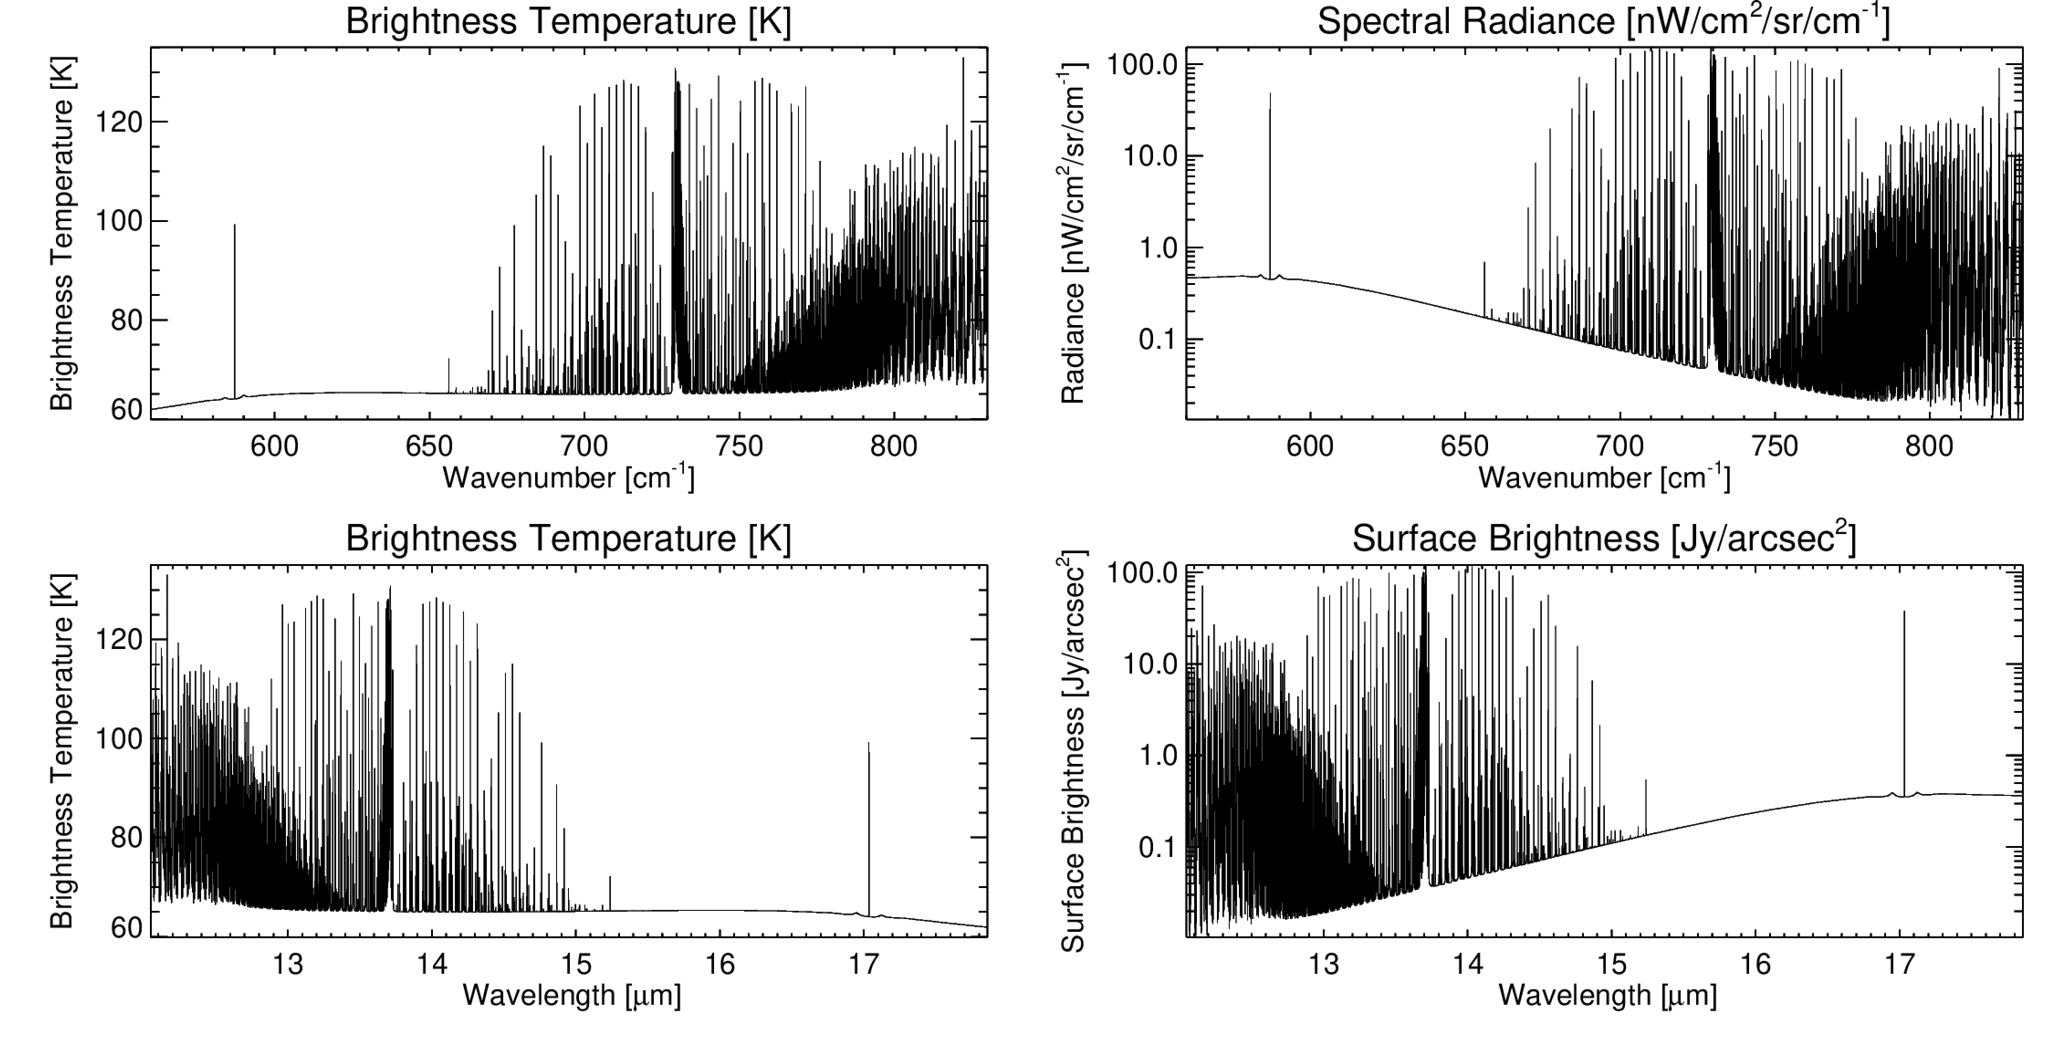 Brightness Temperature [K]
Brightness Temperature [K]
120
100
80
60
600 650 700 750 800
Wavenumber [cm⁻¹]
Spectral Radiance [nW/cm²/sr/cm⁻¹]
Radiance [nW/cm²/sr/cm⁻¹]
100.0
10.0
1.0
0.1
600 650 700 750 800
Wavenumber [cm⁻¹]
Brightness Temperature [K]
Brightness Temperature [K]
120
100
80
60
13 14 15 16 17
Wavelength [μm]
Surface Brightness [Jy/arcsec²]
Surface Brightness [Jy/arcsec²]
100.0
10.0
1.0
0.1
13 14 15 16 17
Wavelength [μm]